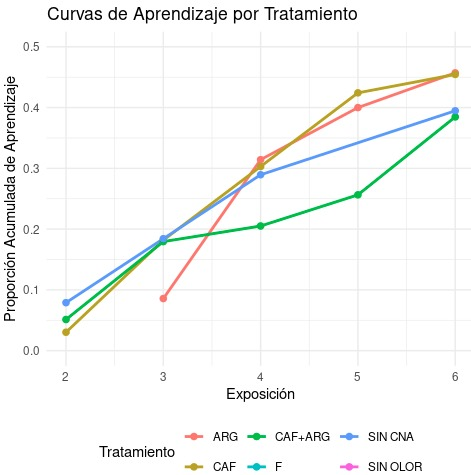 Curvas de Aprendizaje por Tratamiento
Proporción Acumulada de Aprendizaje
0.5
0.4
0.3
0.2
0.1
0.0
2 3 4 5 6
Exposición
Tratamiento
ARG CAF+ARG SIN CNA
CAF F SIN OLOR